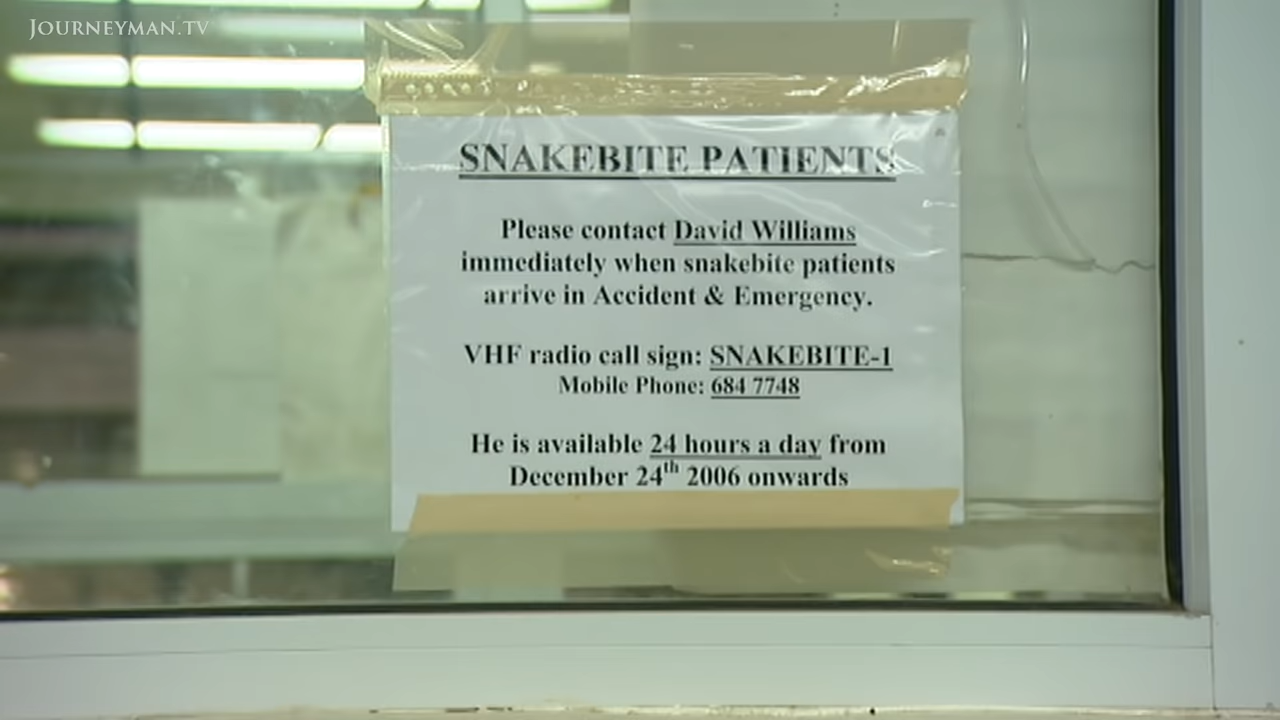 JOURNEYMAN.TV
SNAKEBITE PATIENTS
Please contact David Williams
immediately when snakebite patients
arrive in Accident & Emergency.
VHF radio call sign: SNAKEBITE-1
Mobile Phone: 684 7748
He is available 24 hours a day from
December 24th 2006 onwards